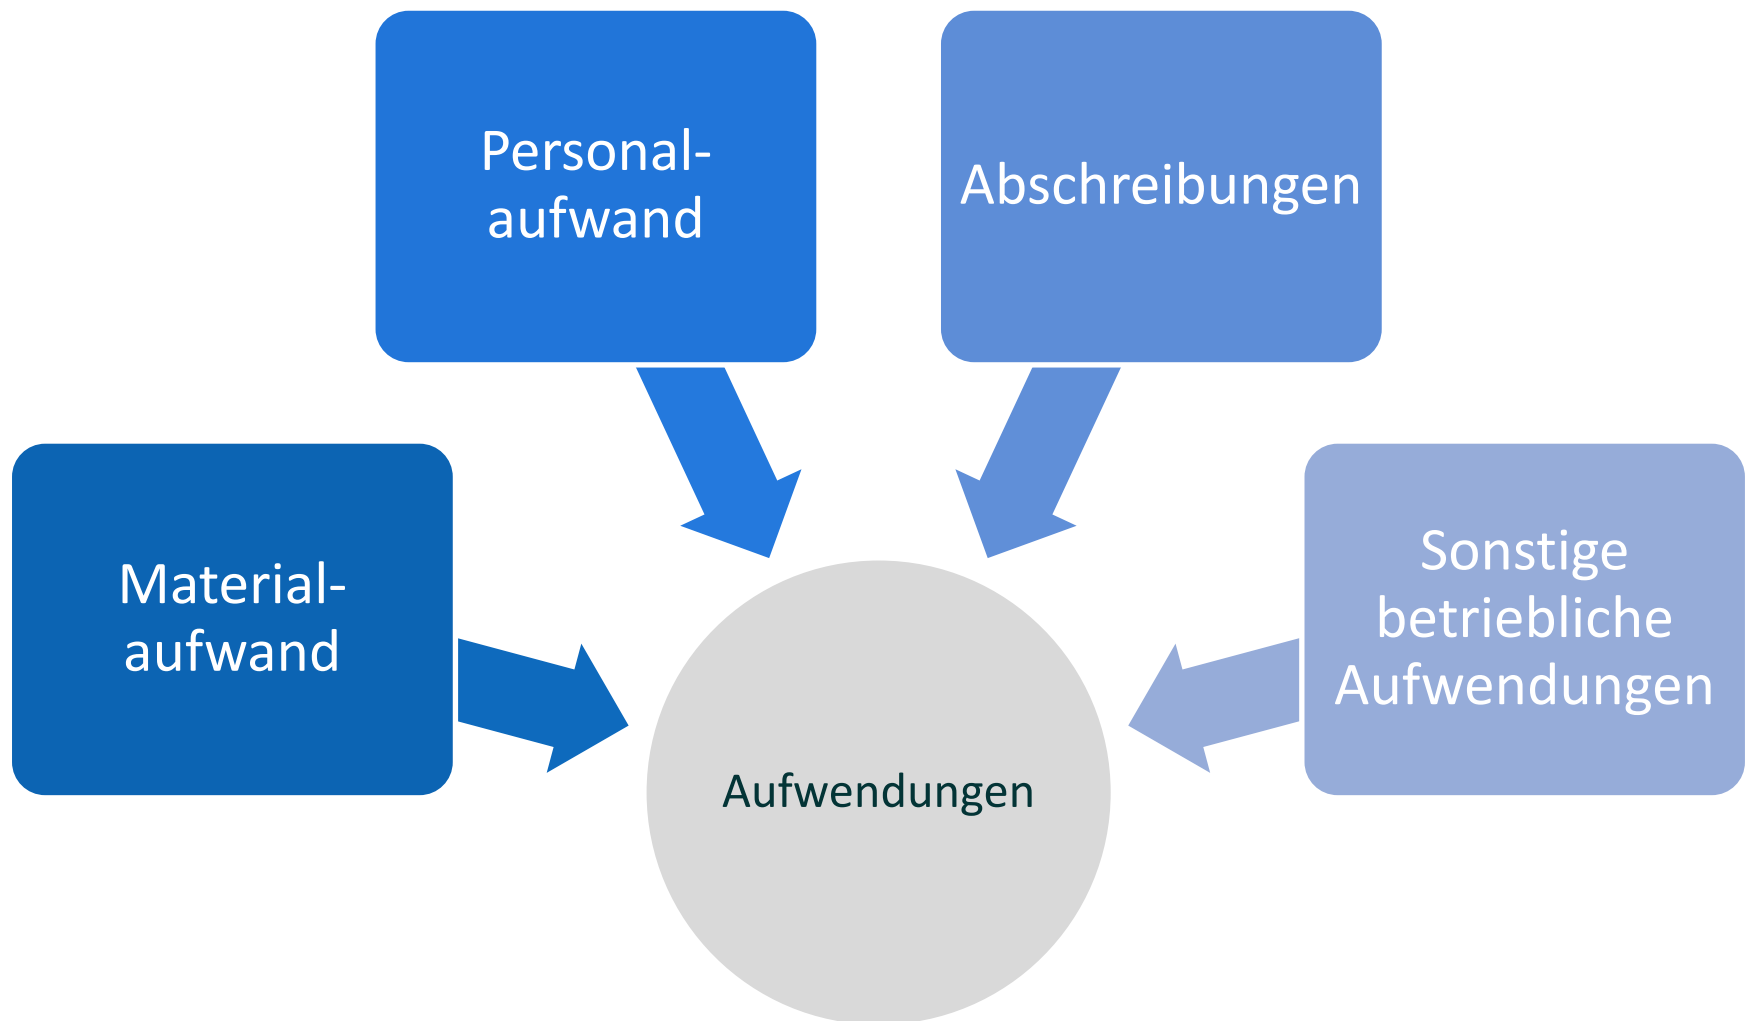 Personal-
aufwand
Abschreibungen
Material-
aufwand
Sonstige
betriebliche
Aufwendungen
Aufwendungen